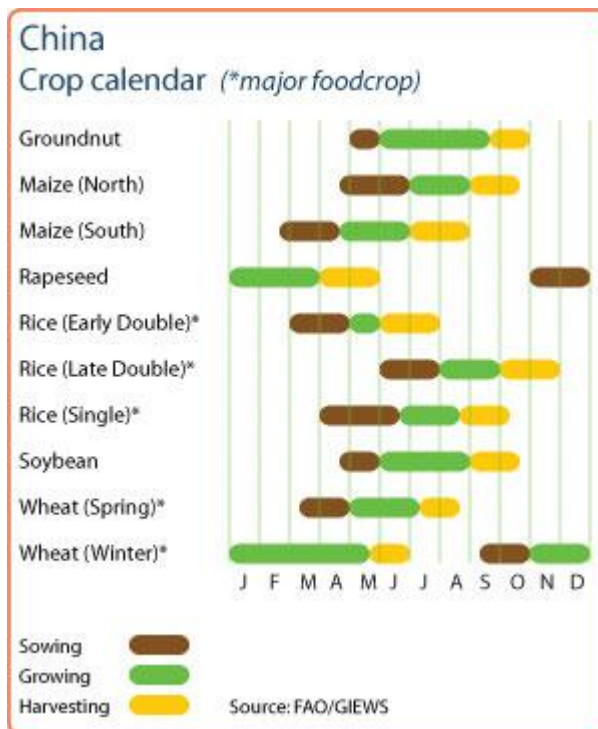 China
Crop calendar (*major foodcrop)
Groundnut
Maize (North)
Maize (South)
Rapeseed
Rice (Early Double)*
Rice (Late Double)*
Rice (Single)*
Soybean
Wheat (Spring)*
Wheat (Winter)*
J F M A M J J A S O N D
Sowing
Growing
Harvesting
Source: FAO/GIEWS